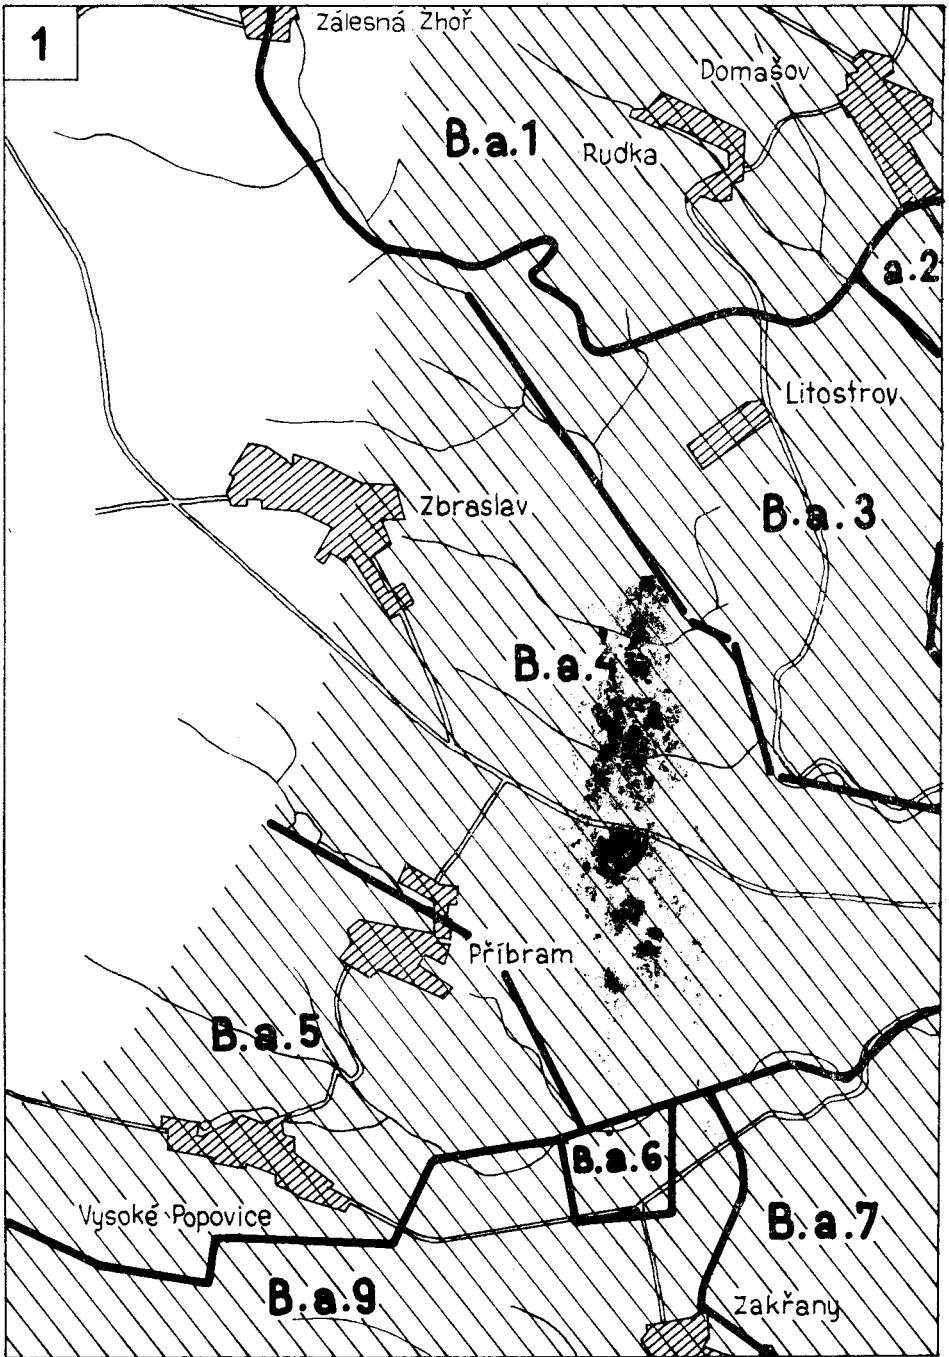 1
Zálesná Zhoř
Domašov
B.a.1
Rudka
a.2
Litostrov
Zbraslav
B.a.3
B.a.4
Příbram
B.a.5
B.a.6
Vysoké Popovice
B.a.7
B.a.9
Zakřany